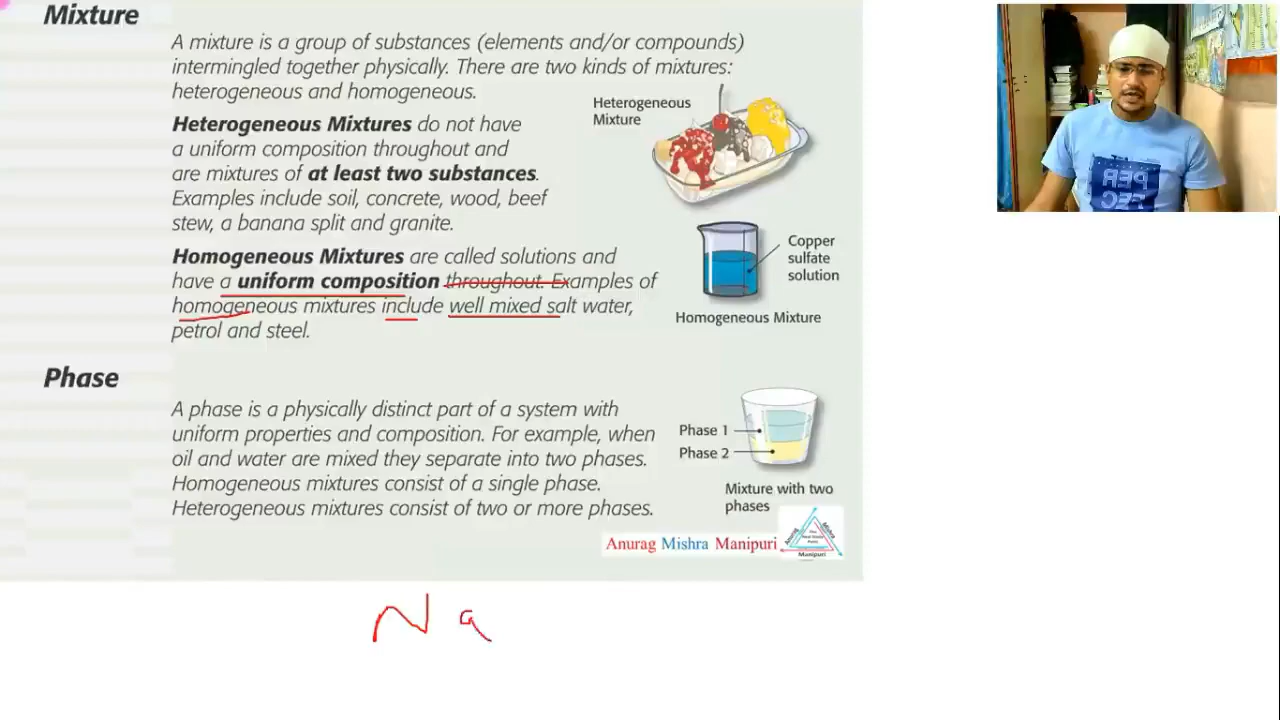 Mixture
A mixture is a group of substances (elements and/or compounds)
intermingled together physically. There are two kinds of mixtures:
heterogeneous and homogeneous.
Heterogeneous Mixtures do not have
a uniform composition throughout and
are mixtures of at least two substances.
Examples include soil, concrete, wood, beef
stew, a banana split and granite.
Heterogeneous
Mixture
Homogeneous Mixtures are called solutions and
have a uniform composition throughout. Examples of
homogeneous mixtures include well mixed salt water,
petrol and steel.
Copper
sulfate
solution
Homogeneous Mixture
Phase
A phase is a physically distinct part of a system with
uniform properties and composition. For example, when
oil and water are mixed they separate into two phases.
Homogeneous mixtures consist of a single phase.
Heterogeneous mixtures consist of two or more phases.
Phase 1
Phase 2
Mixture with two
phases
Anurag Mishra Manipuri
Anurag
Mishra
Manipuri
Na